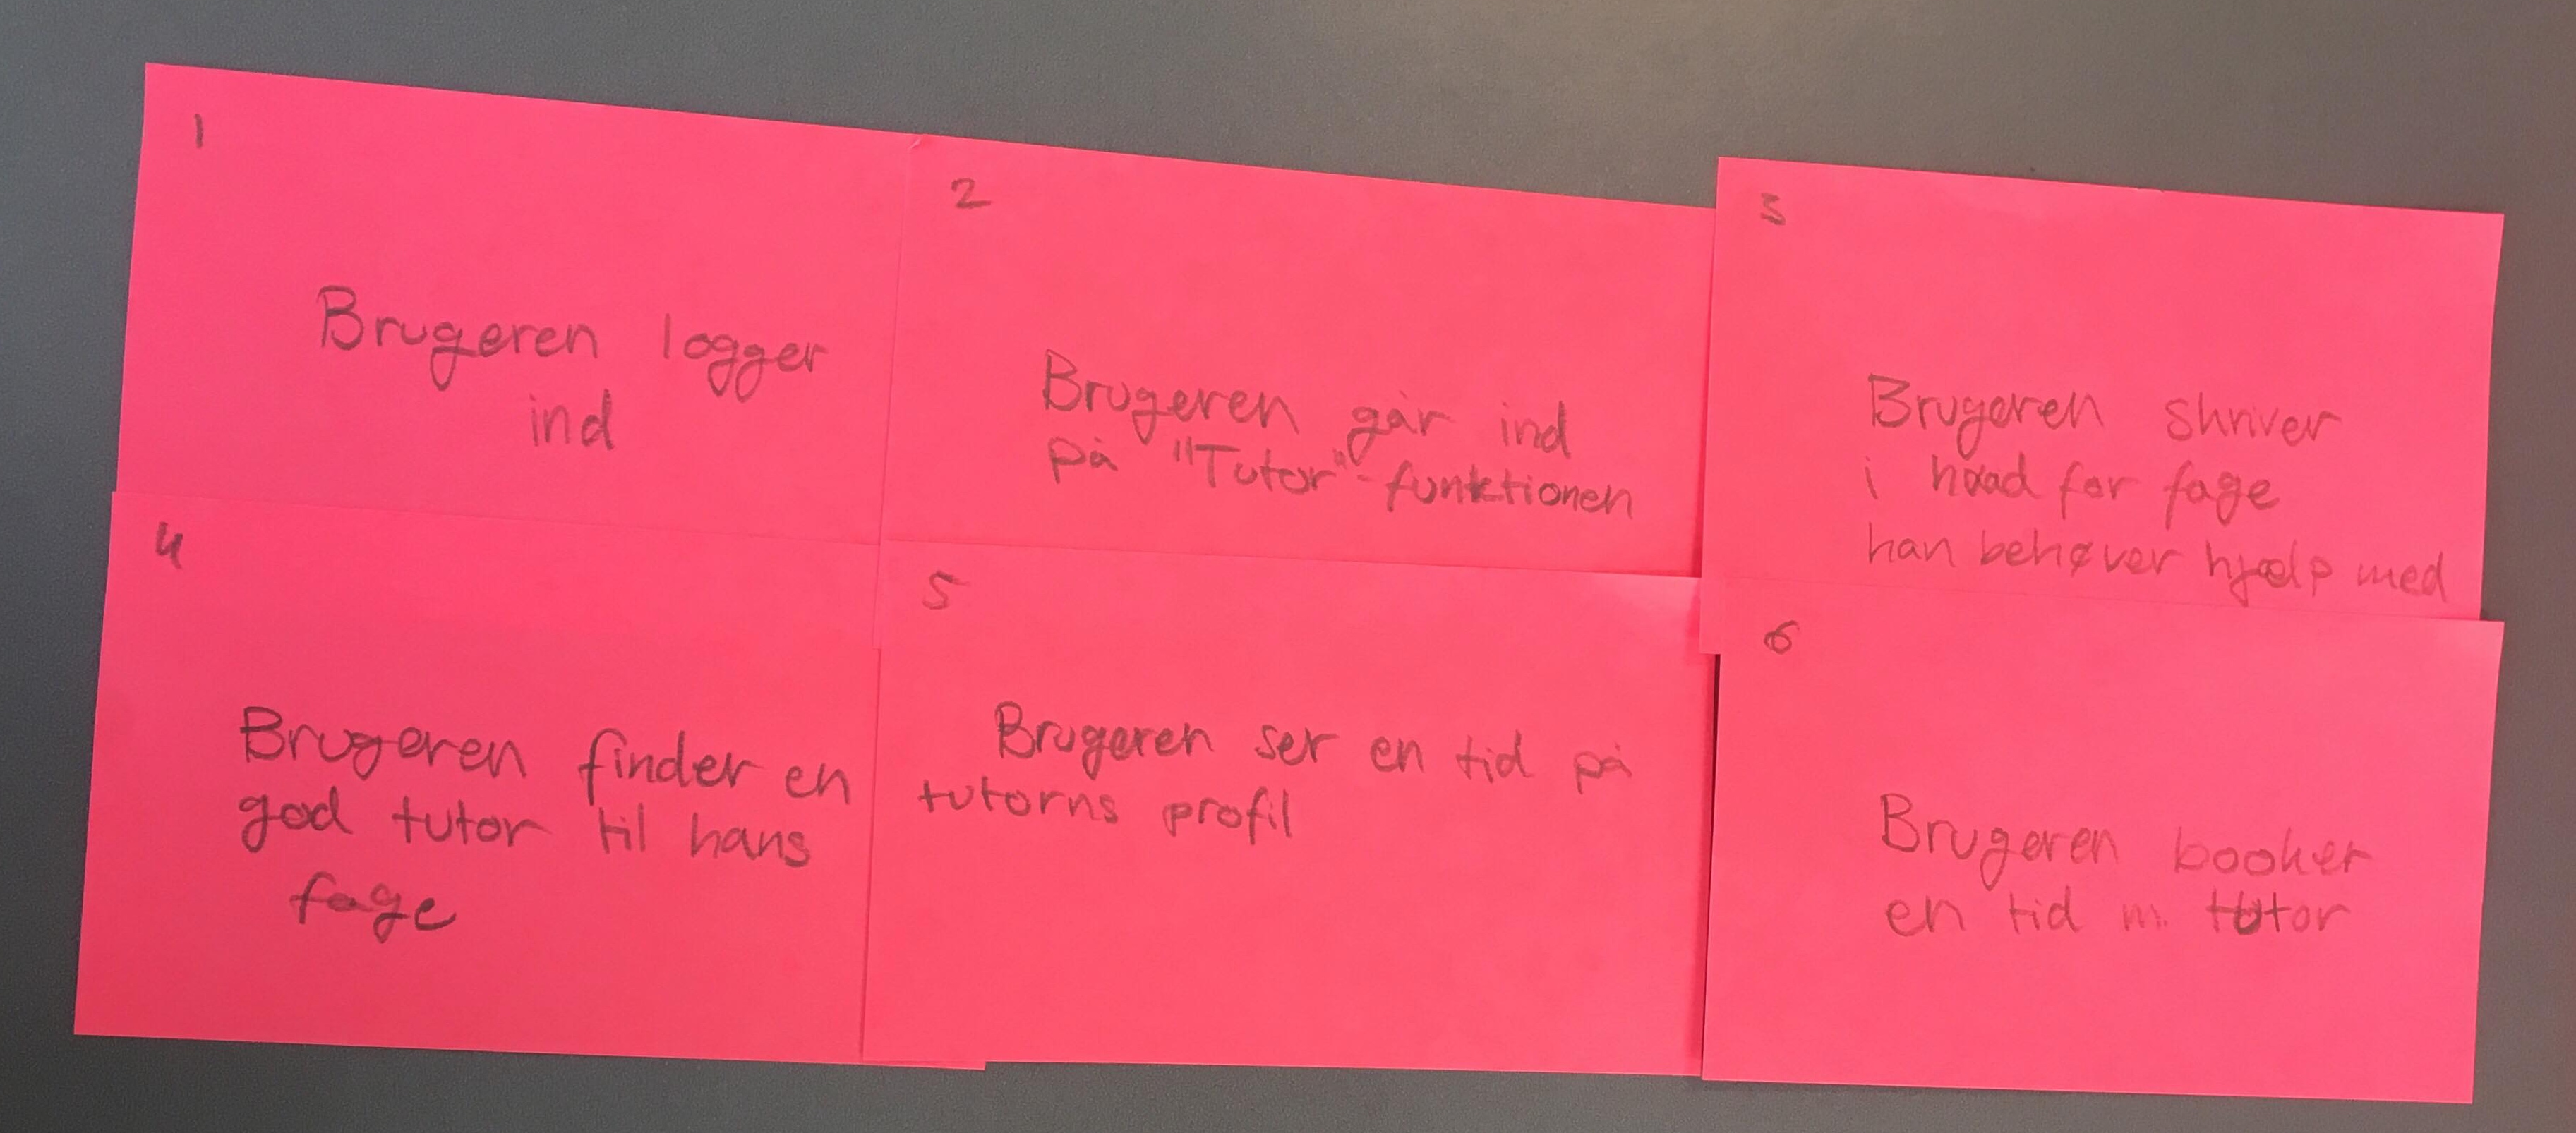 1
Brugeren logger
ind
2
Brugeren går ind
på "Tutor"-funktionen
3
Brugeren skriver
i hvad for fage
han behøver hjælp med
4
Brugeren finder en
god tutor til hans
fage
5
Brugeren ser en tid på
tutorns profil
6
Brugeren booker
en tid m. tutor